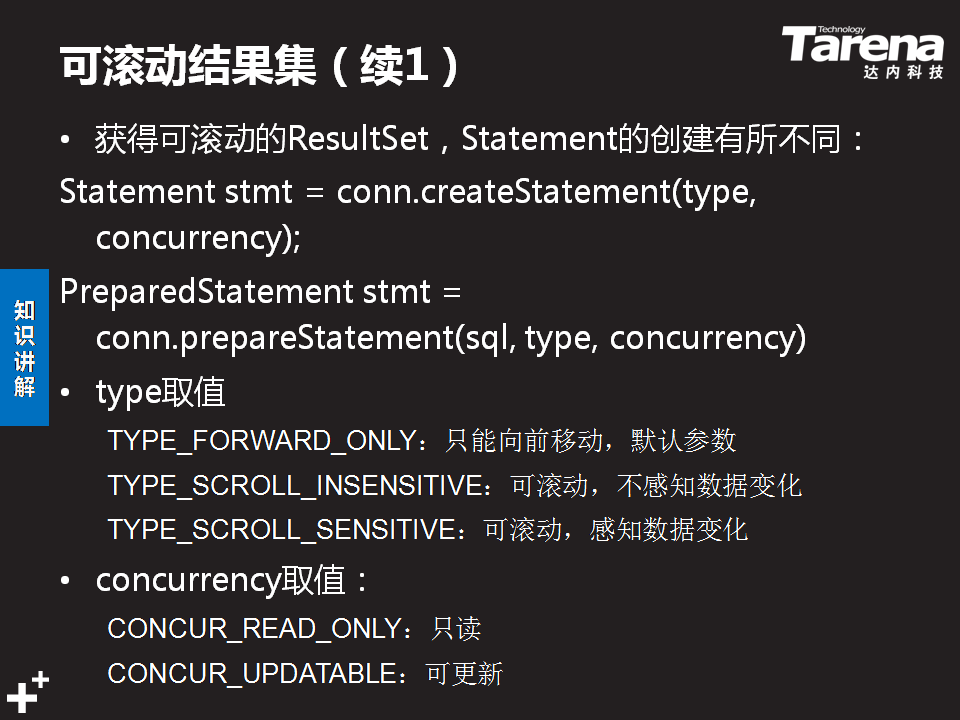 可滚动结果集（续1）
Technology
Tarena
达内科技
• 获得可滚动的ResultSet，Statement的创建有所不同：
Statement stmt = conn.createStatement(type,
concurrency);
PreparedStatement stmt =
conn.prepareStatement(sql, type, concurrency)
• type取值
TYPE_FORWARD_ONLY：只能向前移动，默认参数
TYPE_SCROLL_INSENSITIVE：可滚动，不感知数据变化
TYPE_SCROLL_SENSITIVE：可滚动，感知数据变化
• concurrency取值：
CONCUR_READ_ONLY：只读
CONCUR_UPDATABLE：可更新
知
识
讲
解